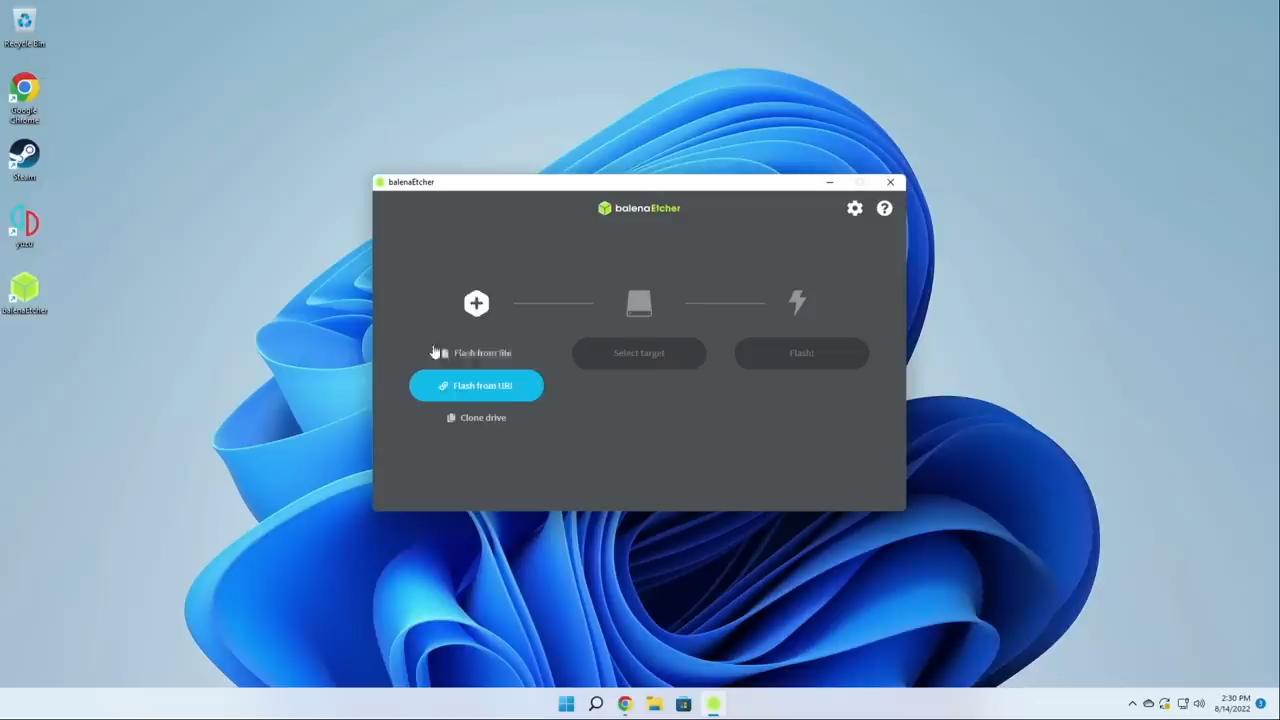 Recycle Bin
Google
Chrome
Steam
yuzu
balenaEtcher
balenaEtcher
balenaEtcher
Flash from file
Flash from URL
Clone drive
Select target
Flash!
2:30 PM
8/14/2022
3